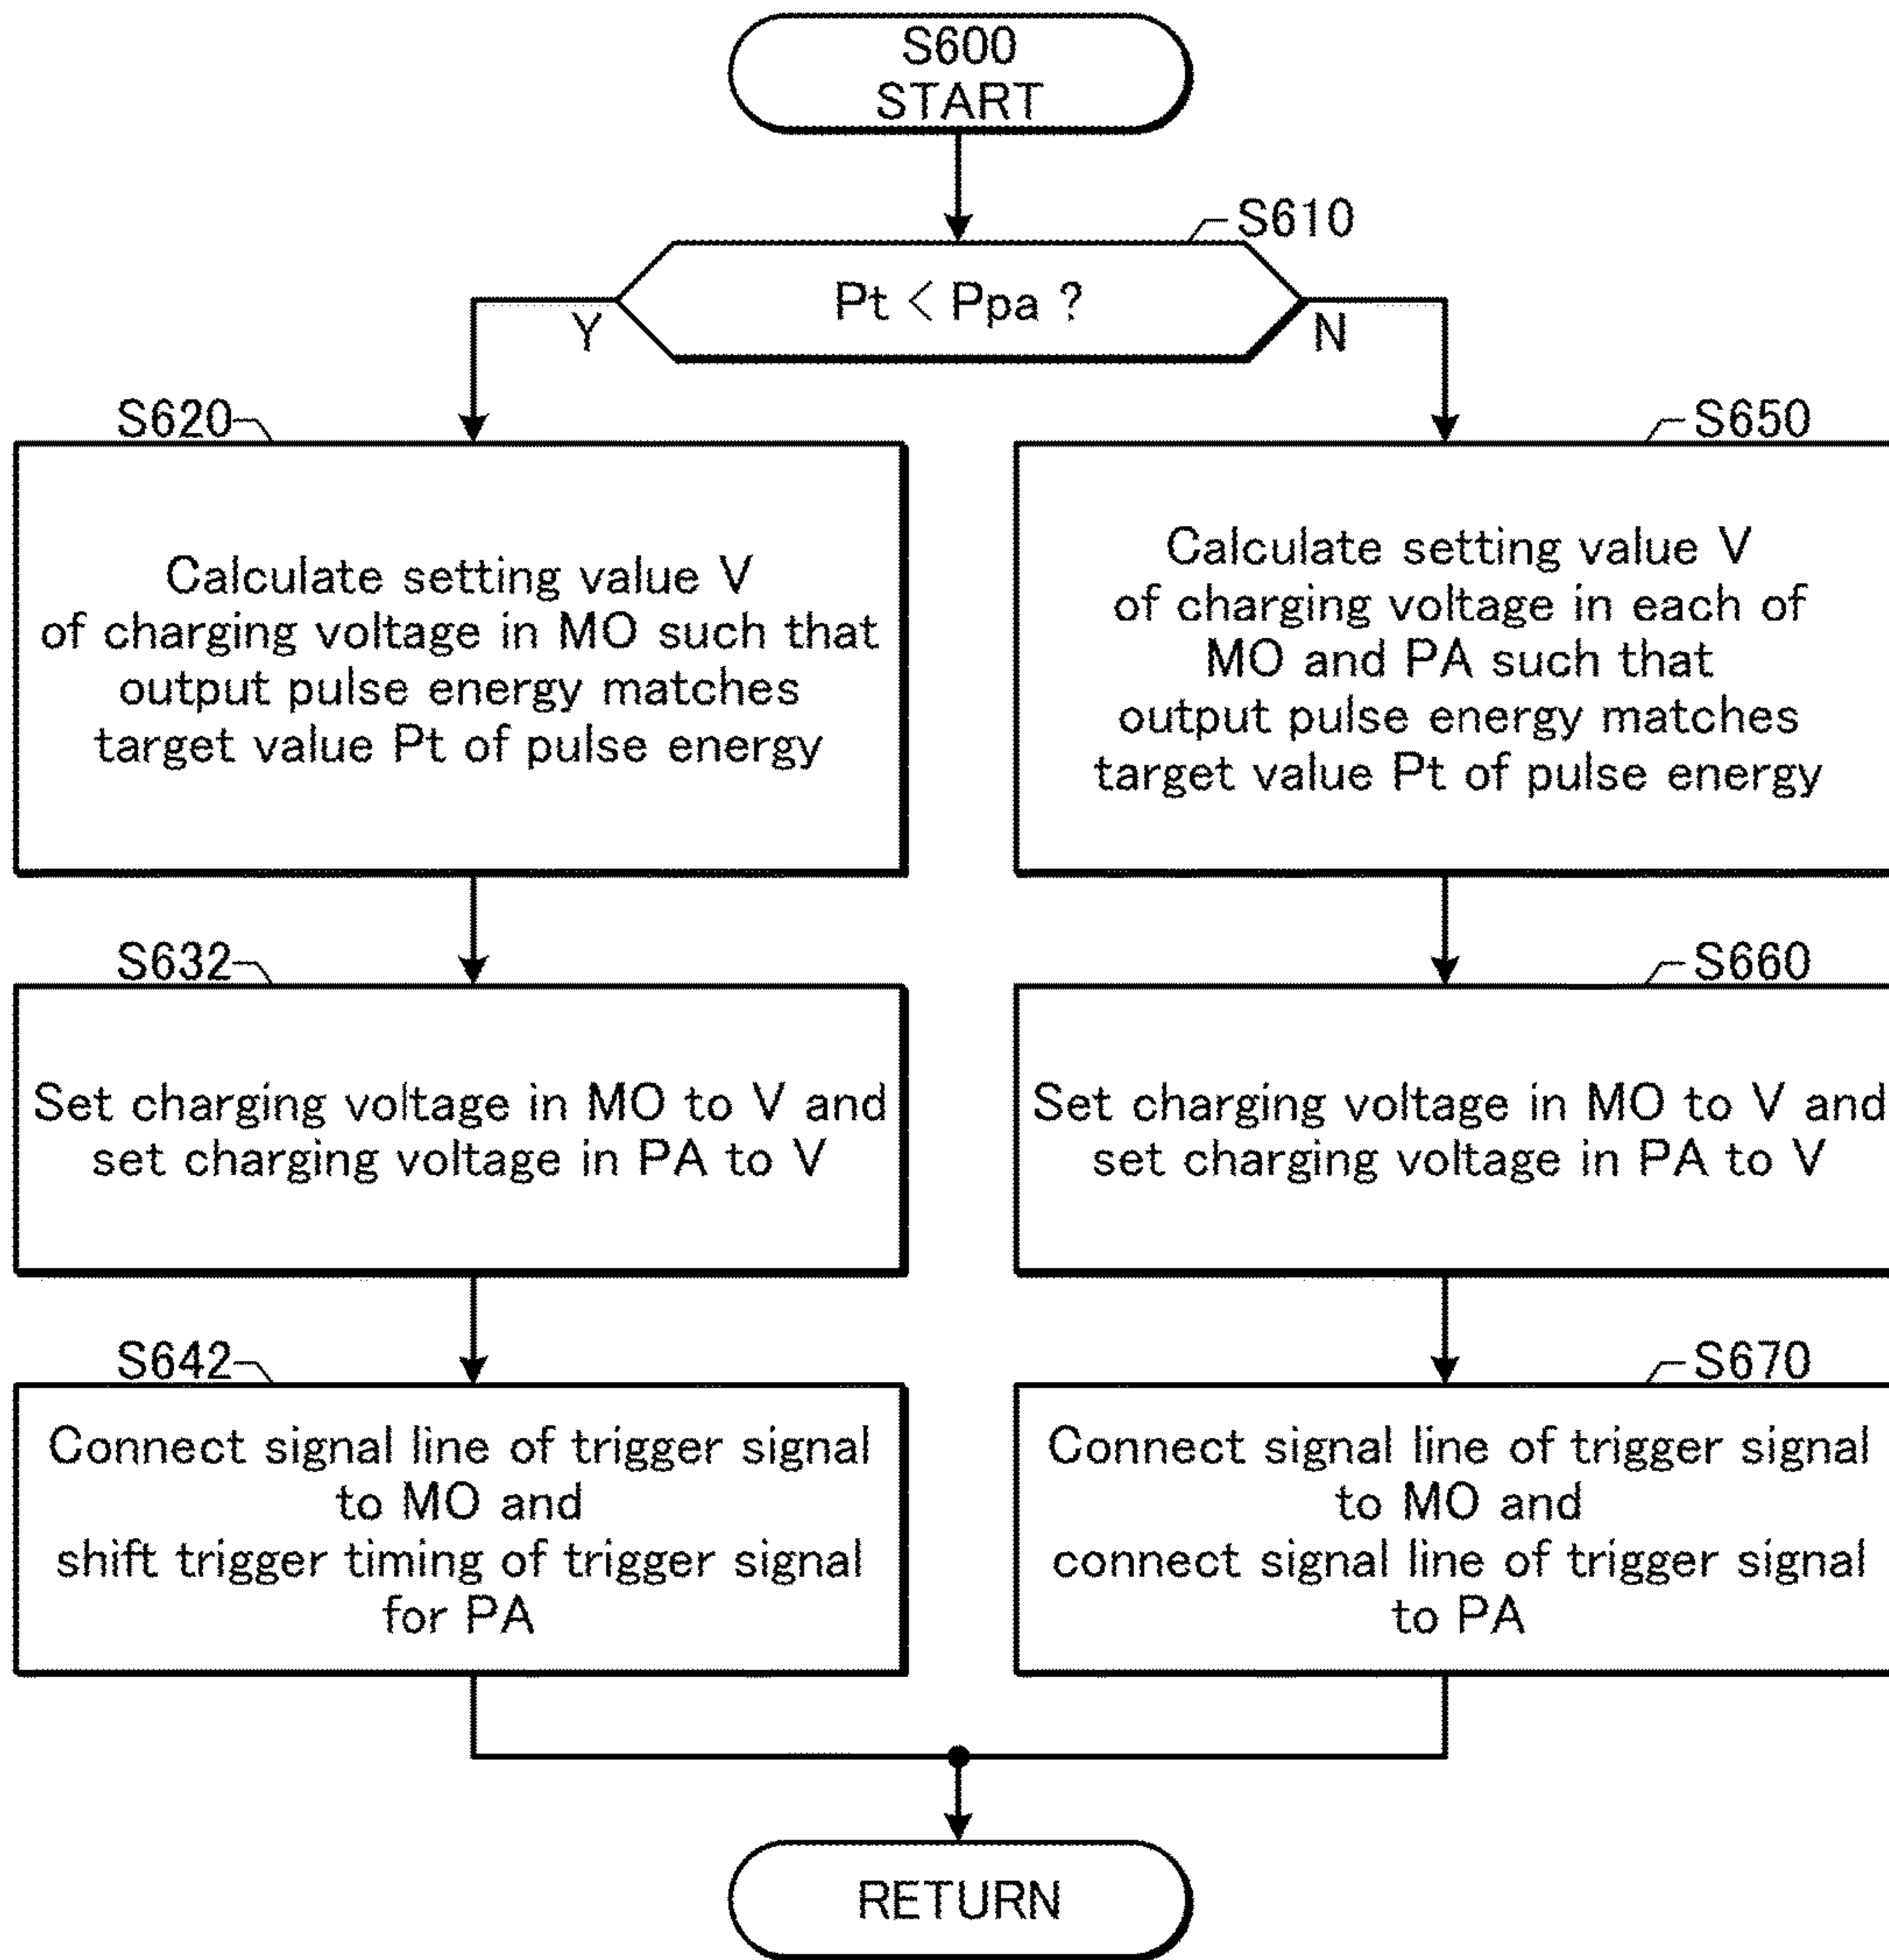 S600
START
S610
Pt < Ppa ?
Y
N
S620
Calculate setting value V
of charging voltage in MO such that
output pulse energy matches
target value Pt of pulse energy
S650
Calculate setting value V
of charging voltage in each of
MO and PA such that
output pulse energy matches
target value Pt of pulse energy
S632
Set charging voltage in MO to V and
set charging voltage in PA to V
S660
Set charging voltage in MO to V and
set charging voltage in PA to V
S642
Connect signal line of trigger signal
to MO and
shift trigger timing of trigger signal
for PA
S670
Connect signal line of trigger signal
to MO and
connect signal line of trigger signal
to PA
RETURN